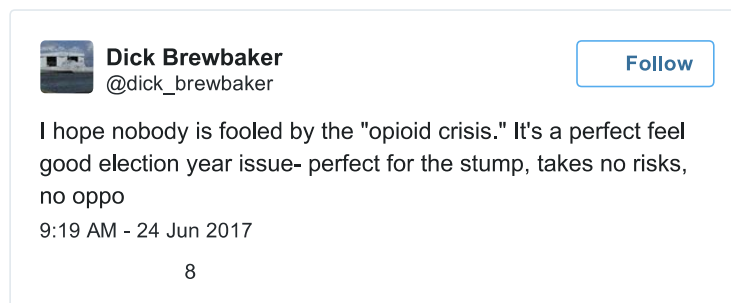 Dick Brewbaker
@dick_brewbaker
Follow
I hope nobody is fooled by the "opioid crisis." It's a perfect feel
good election year issue- perfect for the stump, takes no risks,
no oppo
9:19 AM - 24 Jun 2017
8